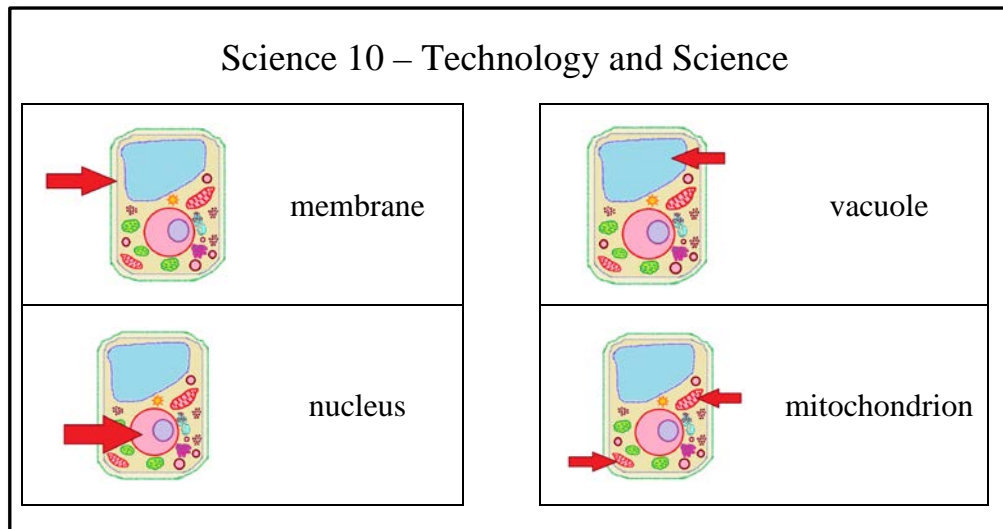 Science 10 – Technology and Science
membrane
vacuole
nucleus
mitochondrion